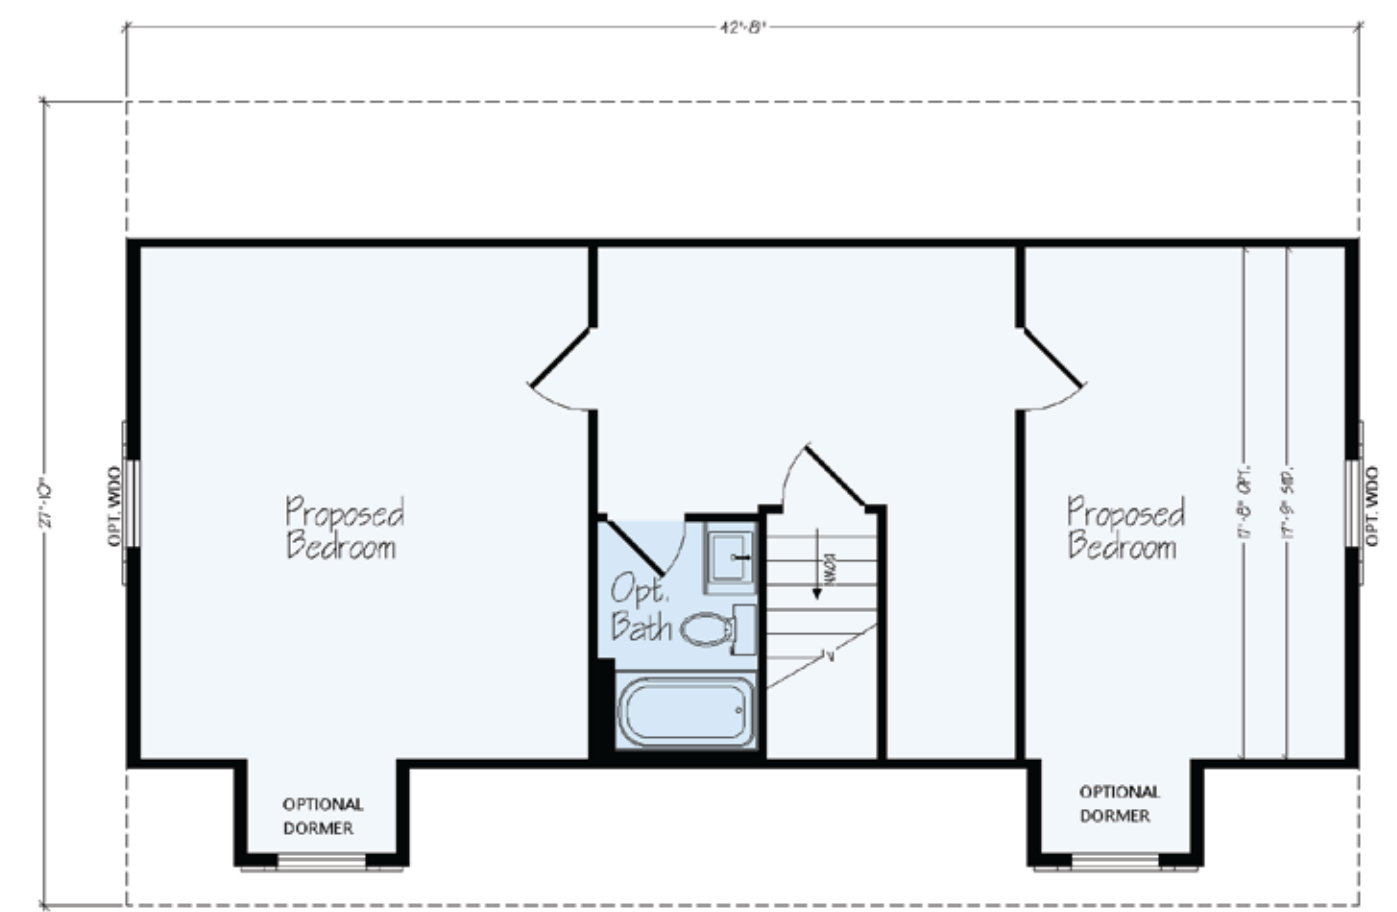 42'-8"
27'-10"
OPT. WDO
Proposed
Bedroom
Opt.
Bath
DOWN
Proposed
Bedroom
17'-8" OPT.
17'-9" STD.
OPT. WDO
OPTIONAL
DORMER
OPTIONAL
DORMER